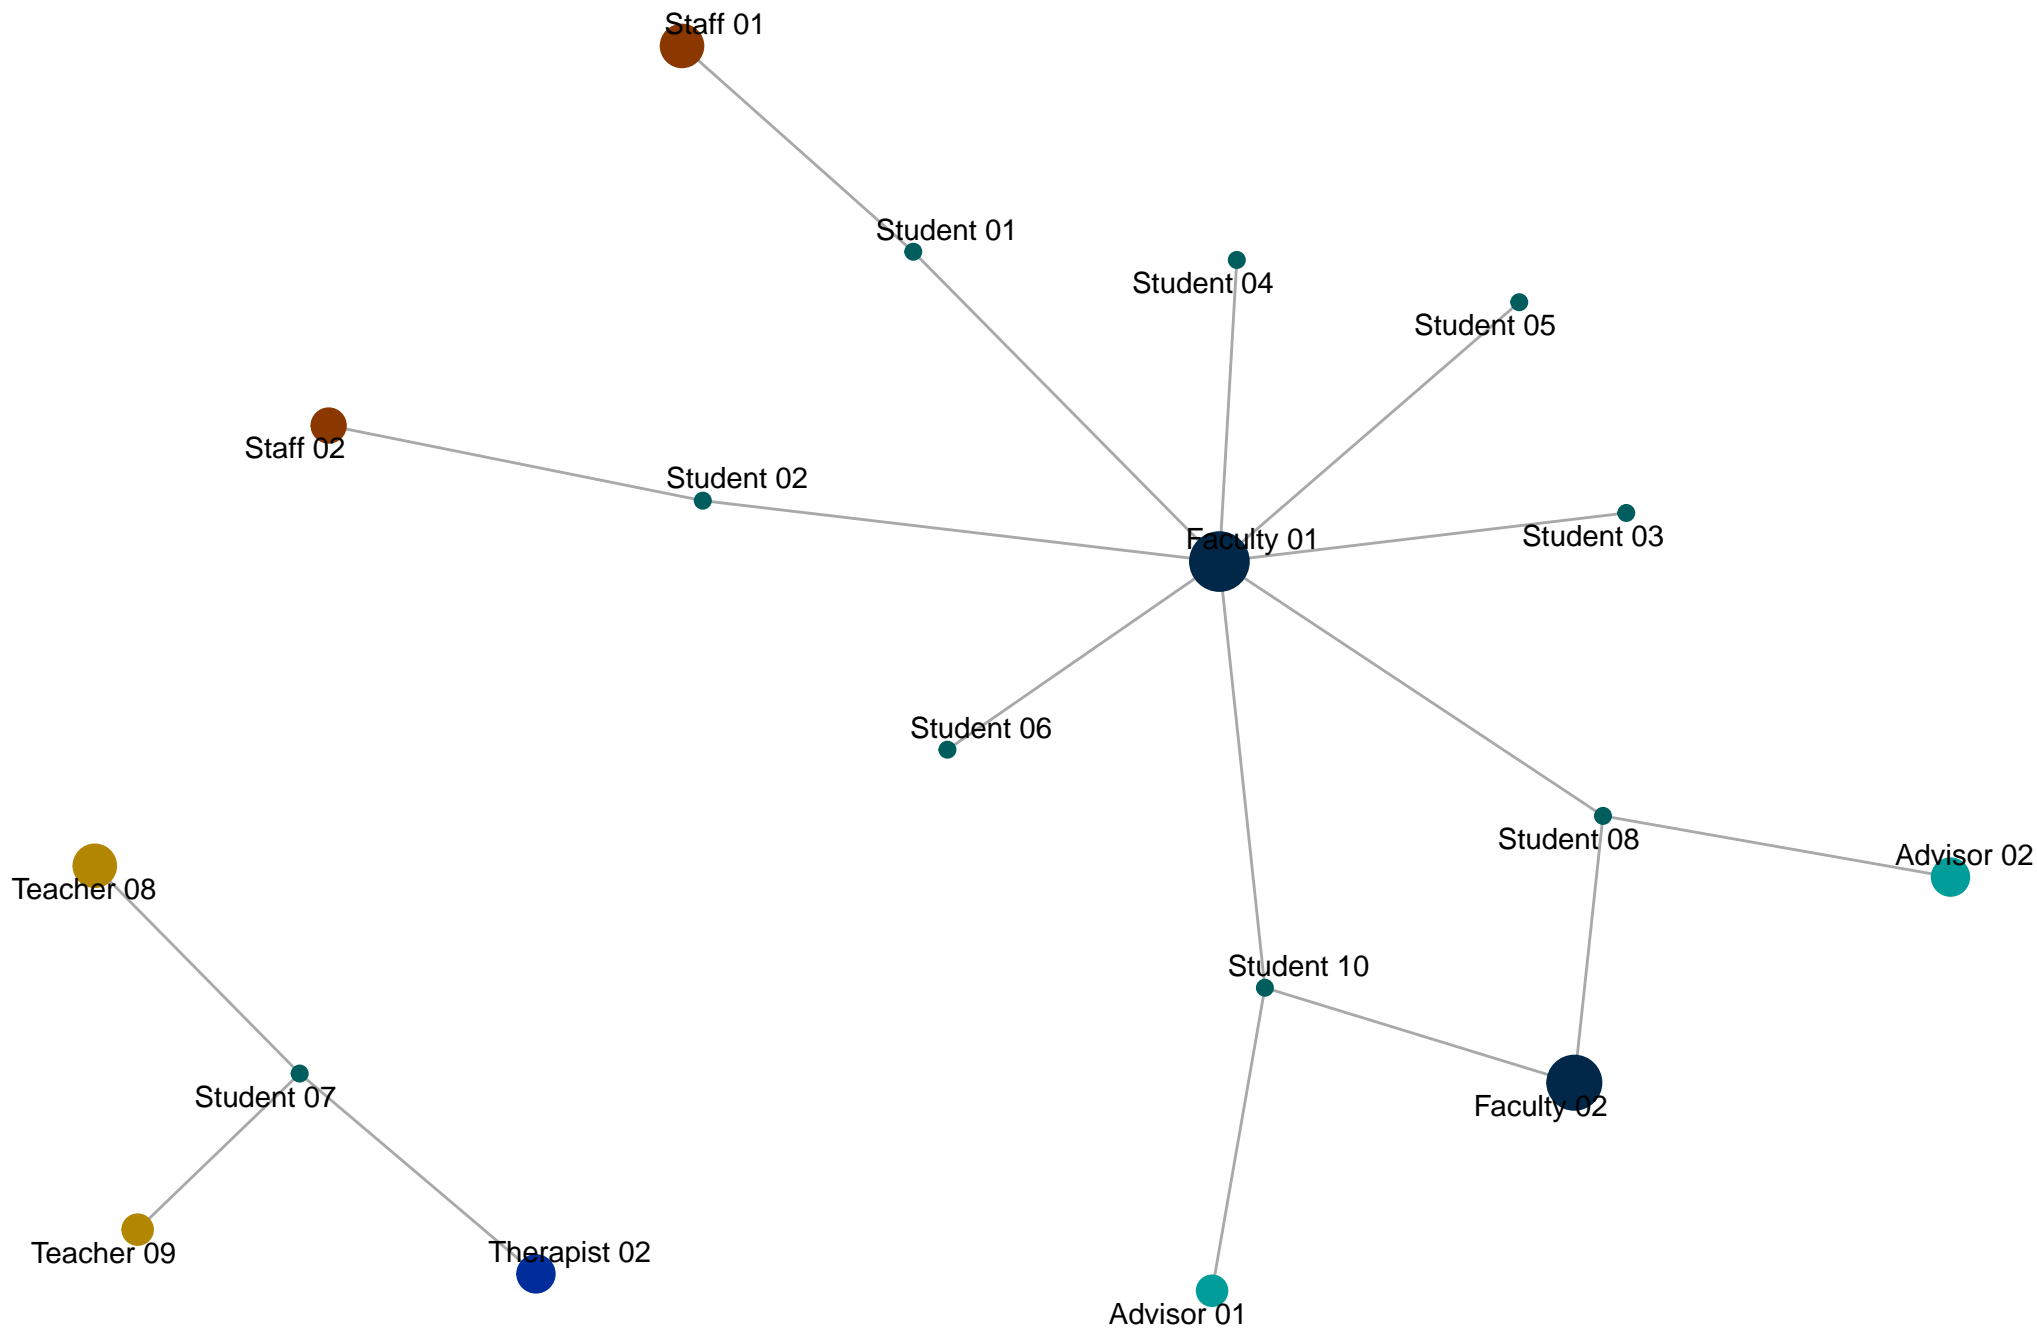 Staff 01
Student 01
Student 04
Student 05
Staff 02
Student 02
Faculty 01
Student 03
Student 06
Student 08
Advisor 02
Teacher 08
Student 10
Student 07
Faculty 02
Teacher 09
Therapist 02
Advisor 01